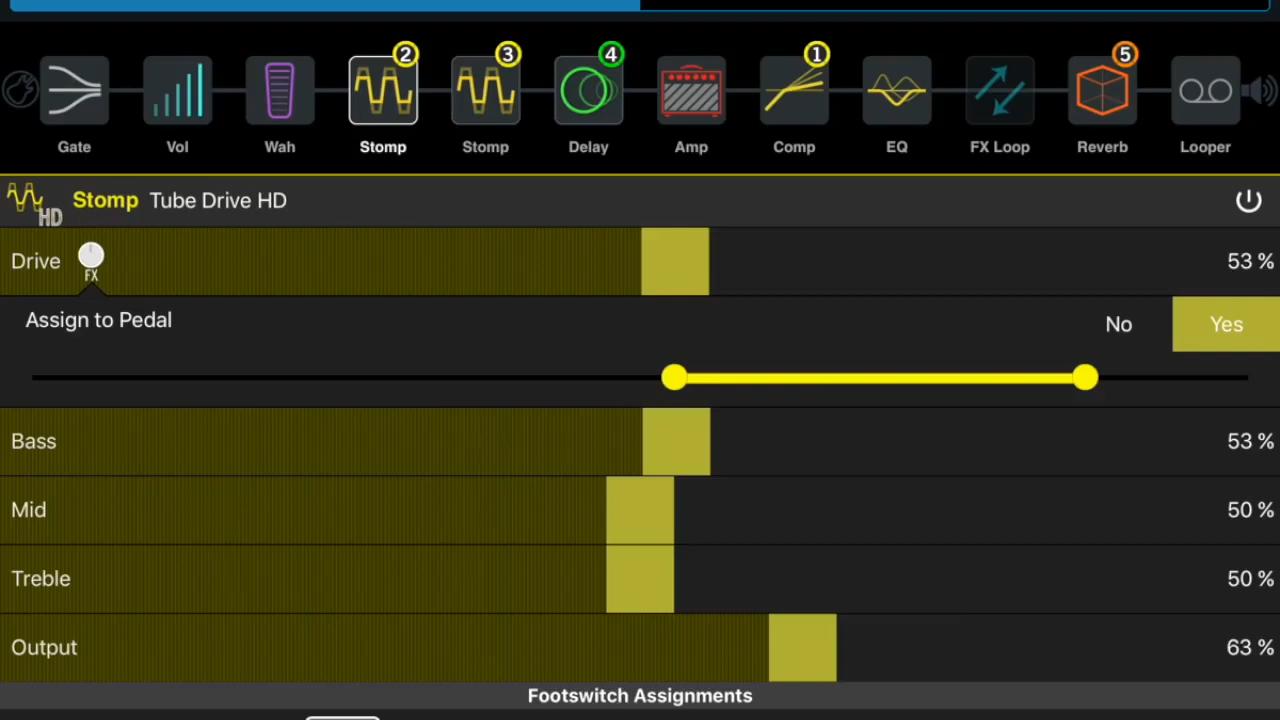 2 3 4 1 5
Gate Vol Wah Stomp Stomp Delay Amp Comp EQ FX Loop Reverb Looper
HD Stomp Tube Drive HD
Drive FX 53 %
Assign to Pedal No Yes
Bass 53 %
Mid 50 %
Treble 50 %
Output 63 %
Footswitch Assignments